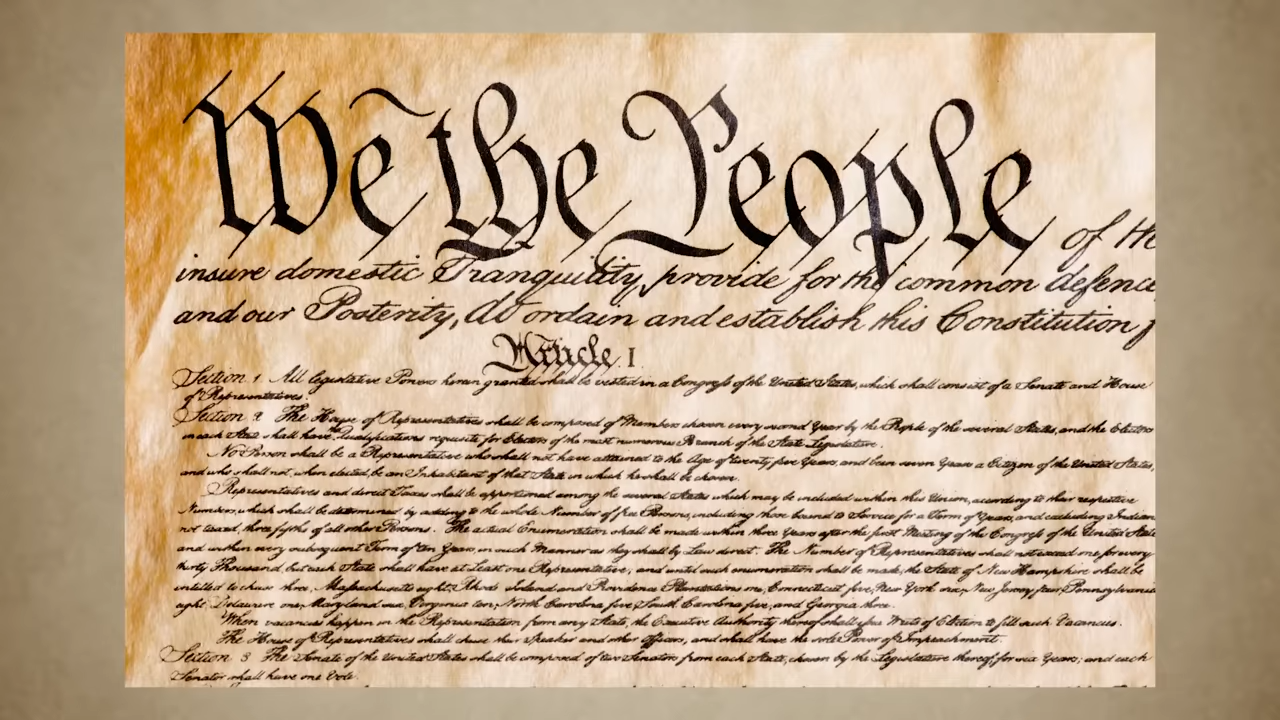 We the People of the
insure domestic Tranquility, provide for the common defence
and our Posterity, do ordain and establish this Constitution f
Article I.
Section 1 All legislative Powers herein granted shall be vested in a Congress of the United States, which shall consist of a Senate and House
of Representatives.
Section 2 The House of Representatives shall be composed of Members chosen every second Year by the People of the several States, and the Electors
in each State shall have Qualifications requisite for Electors of the most numerous Branch of the State Legislature.
No Person shall be a Representative who shall not have attained to the Age of twenty five Years, and been seven Years a Citizen of the United States,
and who shall not, when elected, be an Inhabitant of that State in which he shall be chosen.
Representatives and direct Taxes shall be apportioned among the several States which may be included within this Union, according to their respective
Numbers, which shall be determined by adding to the whole Number of free Persons, including those bound to Service for a Term of Years, and excluding Indians
not taxed, three fifths of all other Persons. The actual Enumeration shall be made within three Years after the first Meeting of the Congress of the United State
and within every subsequent Term of ten Years, in such Manner as they shall by Law direct. The Number of Representatives shall not exceed one for every
thirty Thousand, but each State shall have at Least one Representative; and until such enumeration shall be made, the State of New Hampshire shall be
entitled to chuse three, Massachusetts eight, Rhode Island and Providence Plantations one, Connecticut five, New York six, New Jersey four, Pennsylvania
eight, Delaware one, Maryland six, Virginia ten, North Carolina five, South Carolina five, and Georgia three.
When vacancies happen in the Representation from any State, the Executive Authority thereof shall issue Writs of Election to fill such Vacancies.
The House of Representatives shall chuse their Speaker and other Officers; and shall have the sole Power of Impeachment.
Section 3 The Senate of the United States shall be composed of two Senators from each State, chosen by the Legislature thereof, for six Years; and each
Senator shall have one Vote.